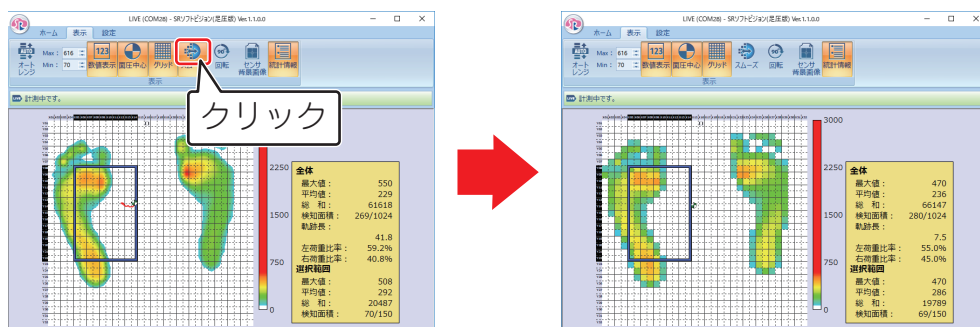 LIVE (COM28) - SRソフトビジョン(足圧版) Ver.1.1.0.0
ホーム 表示 設定
Max: 616
Min: 70
オート
レンジ
数値表示 面圧中心 グリッド
回転
センサ
背景画像
統計情報
表示
計測中です。
クリック
2250
1500
750
0
全体
最大値: 550
平均値: 229
総 和: 61618
検知面積: 269/1024
軌跡長:
41.8
左荷重比率: 59.2%
右荷重比率: 40.8%
選択範囲
最大値: 508
平均値: 292
総 和: 20487
検知面積: 70/150
LIVE (COM28) - SRソフトビジョン(足圧版) Ver.1.1.0.0
ホーム 表示 設定
Max: 616
Min: 70
オート
レンジ
数値表示 面圧中心 グリッド スムーズ 回転
センサ
背景画像
統計情報
表示
計測中です。
3000
2250
1500
750
0
全体
最大値: 470
平均値: 236
総 和: 66147
検知面積: 280/1024
軌跡長:
7.5
左荷重比率: 55.0%
右荷重比率: 45.0%
選択範囲
最大値: 470
平均値: 286
総 和: 19789
検知面積: 69/150